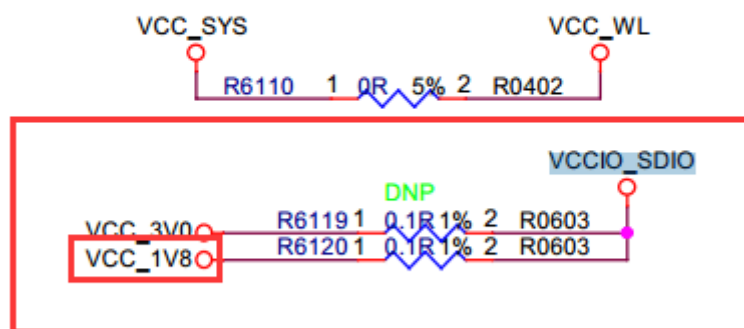 VCC_SYS VCC_WL
R6110 1 0R 5% 2 R0402
VCCIO_SDIO
DNP
VCC_3V0 R6119 1 0.1R 1% 2 R0603
VCC_1V8 R6120 1 0.1R 1% 2 R0603